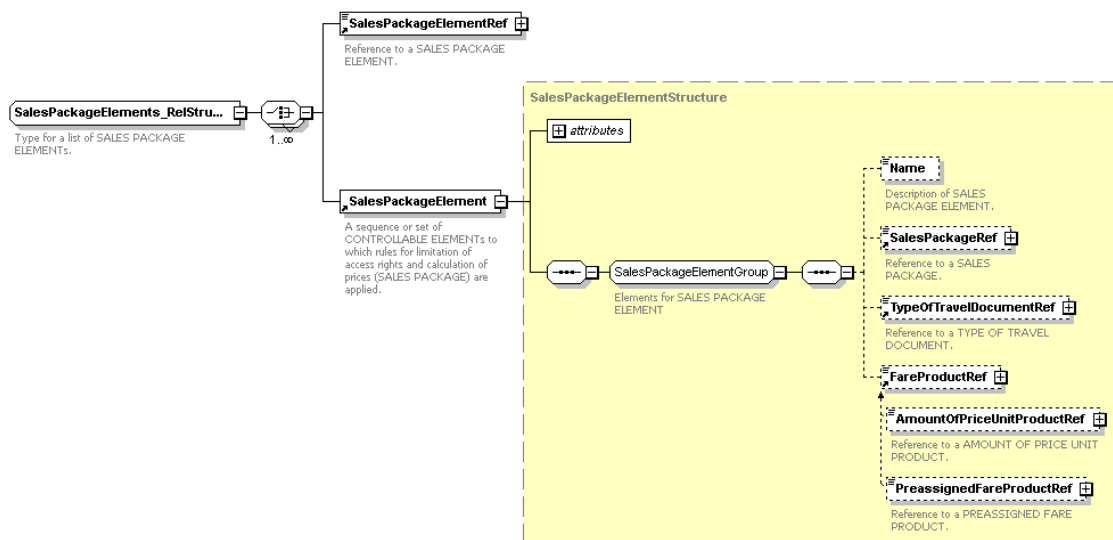 SalesPackageElementRef
Reference to a SALES PACKAGE
ELEMENT.
SalesPackageElements_RelStru...
Type for a list of SALES PACKAGE
ELEMENTs.
1..∞
SalesPackageElement
A sequence or set of
CONTROLLABLE ELEMENTs to
which rules for limitation of
access rights and calculation of
prices (SALES PACKAGE) are
applied.
SalesPackageElementStructure
attributes
SalesPackageElementGroup
Elements for SALES PACKAGE
ELEMENT
Name
Description of SALES
PACKAGE ELEMENT.
SalesPackageRef
Reference to a SALES
PACKAGE.
TypeOfTravelDocumentRef
Reference to a TYPE OF TRAVEL
DOCUMENT.
FareProductRef
AmountOfPriceUnitProductRef
Reference to a AMOUNT OF PRICE UNIT
PRODUCT.
PreassignedFareProductRef
Reference to a PREASSIGNED FARE
PRODUCT.